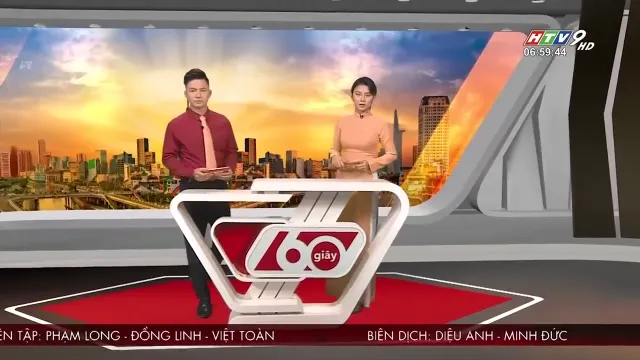 HTV9 HD
06:59:44
60 giây
ÊN TẬP: PHẠM LONG - ĐỒNG LINH - VIỆT TOÀN BIÊN DỊCH: DIỆU ANH - MINH ĐỨC